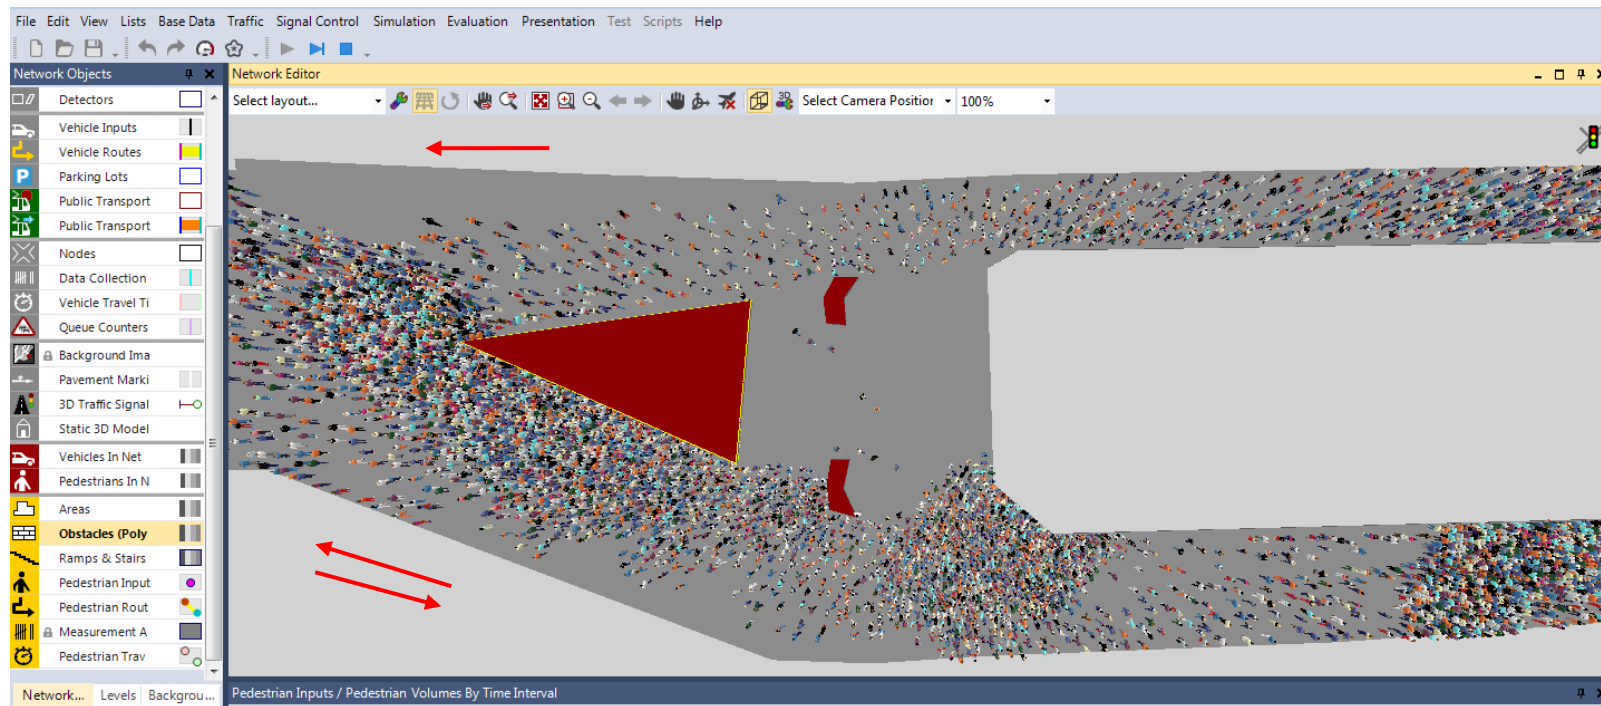 File Edit View Lists Base Data Traffic Signal Control Simulation Evaluation Presentation Test Scripts Help
Network Objects
Network Editor
Select layout...
Select Camera Position
100%
3D
Detectors
Vehicle Inputs
Vehicle Routes
P Parking Lots
Public Transport
Public Transport
Nodes
Data Collection
Vehicle Travel Ti
Queue Counters
Background Ima
Pavement Marki
3D Traffic Signal
Static 3D Model
Vehicles In Net
Pedestrians In N
Areas
Obstacles (Poly
Ramps & Stairs
Pedestrian Input
Pedestrian Rout
Measurement A
Pedestrian Trav
Network... Levels Backgrou...
Pedestrian Inputs / Pedestrian Volumes By Time Interval